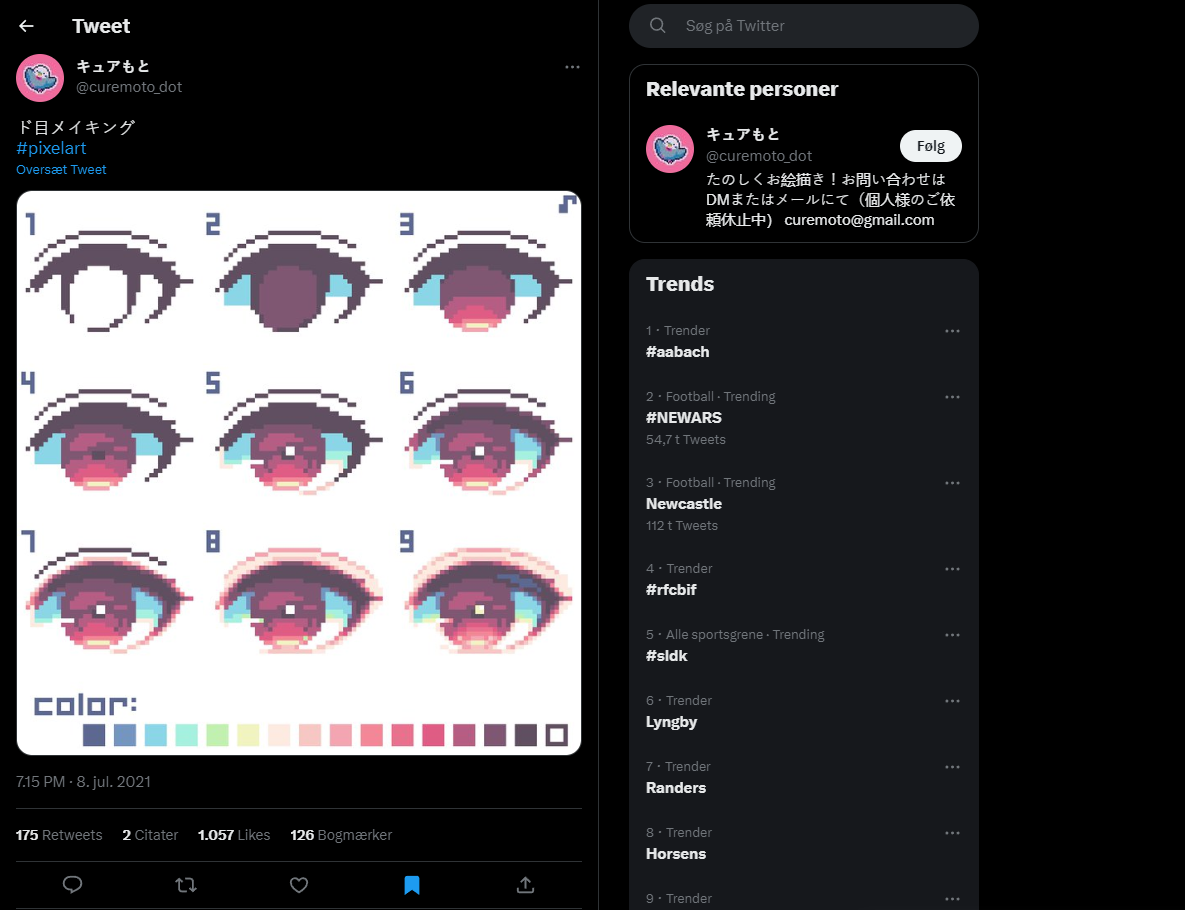 Tweet
キュアもと
@curemoto_dot
ド目メイキング
#pixelart
Oversæt Tweet
1
2
3
4
5
6
7
8
9
color:
7.15 PM · 8. jul. 2021
175 Retweets 2 Citater 1.057 Likes 126 Bogmærker
Søg på Twitter
Relevante personer
キュアもと
@curemoto_dot
Følg
たのしくお絵描き！お問い合わせは
DMまたはメールにて（個人様のご依
頼休止中） curemoto@gmail.com
Trends
1 · Trender
#aabach
2 · Football · Trending
#NEWARS
54,7 t Tweets
3 · Football · Trending
Newcastle
112 t Tweets
4 · Trender
#rfcbif
5 · Alle sportsgrene · Trending
#sldk
6 · Trender
Lyngby
7 · Trender
Randers
8 · Trender
Horsens
9 · Trender